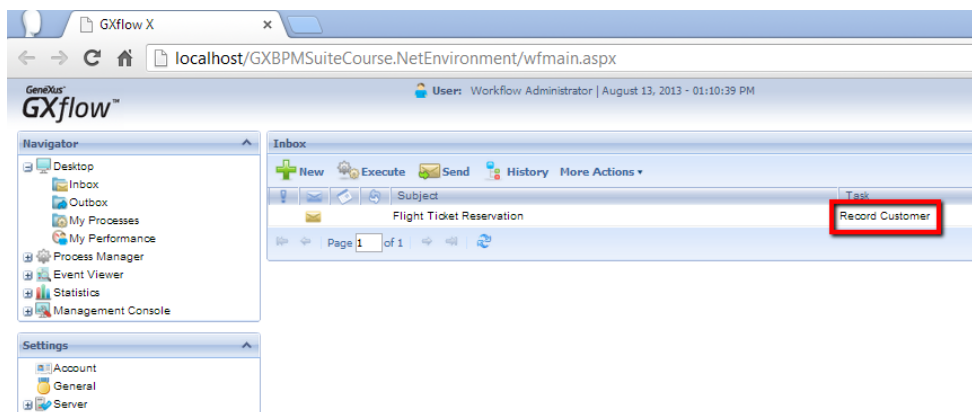 GXflow X
localhost/GXBPMSuiteCourse.NetEnvironment/wfmain.aspx
GeneXus™
GXflow™
User: Workflow Administrator | August 13, 2013 - 01:10:39 PM
Navigator
Desktop
Inbox
Outbox
My Processes
My Performance
Process Manager
Event Viewer
Statistics
Management Console
Settings
Account
General
Server
Inbox
New Execute Send History More Actions
Subject Task
Flight Ticket Reservation Record Customer
Page 1 of 1